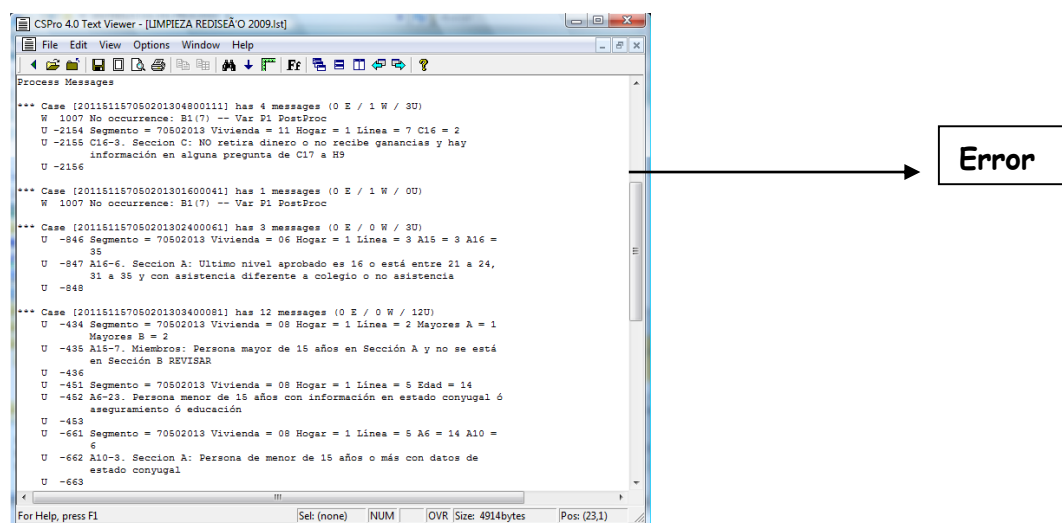 CSPro 4.0 Text Viewer - [LIMPIEZA REDISEÃ'O 2009.lst]
File Edit View Options Window Help
Process Messages
*** Case [201151157050201304800111] has 4 messages (0 E / 1 W / 3U)
W 1007 No occurrence: B1(7) -- Var P1 PostProc
U -2154 Segmento = 70502013 Vivienda = 11 Hogar = 1 Línea = 7 C16 = 2
U -2155 C16-3. Seccion C: NO retira dinero o no recibe ganancias y hay
información en alguna pregunta de C17 a H9
U -2156
*** Case [201151157050201301600041] has 1 messages (0 E / 1 W / 0U)
W 1007 No occurrence: B1(7) -- Var P1 PostProc
*** Case [201151157050201302400061] has 3 messages (0 E / 0 W / 3U)
U -846 Segmento = 70502013 Vivienda = 06 Hogar = 1 Linea = 3 A15 = 3 A16 =
35
U -847 A16-6. Seccion A: Ultimo nivel aprobado es 16 o está entre 21 a 24,
31 a 35 y con asistencia diferente a colegio o no asistencia
U -848
*** Case [201151157050201303400081] has 12 messages (0 E / 0 W / 12U)
U -434 Segmento = 70502013 Vivienda = 08 Hogar = 1 Linea = 2 Mayores A = 1
Mayores B = 2
U -435 A15-7. Miembros: Persona mayor de 15 años en Sección A y no se está
en Sección B REVISAR
U -436
U -451 Segmento = 70502013 Vivienda = 08 Hogar = 1 Línea = 5 Edad = 14
U -452 A6-23. Persona menor de 15 años con información en estado conyugal ó
aseguramiento ó educación
U -453
U -661 Segmento = 70502013 Vivienda = 08 Hogar = 1 Linea = 5 A6 = 14 A10 =
6
U -662 A10-3. Seccion A: Persona de menor de 15 años o más con datos de
estado conyugal
U -663
For Help, press F1 Sel: (none) NUM OVR Size: 4914bytes Pos: (23,1)
Error